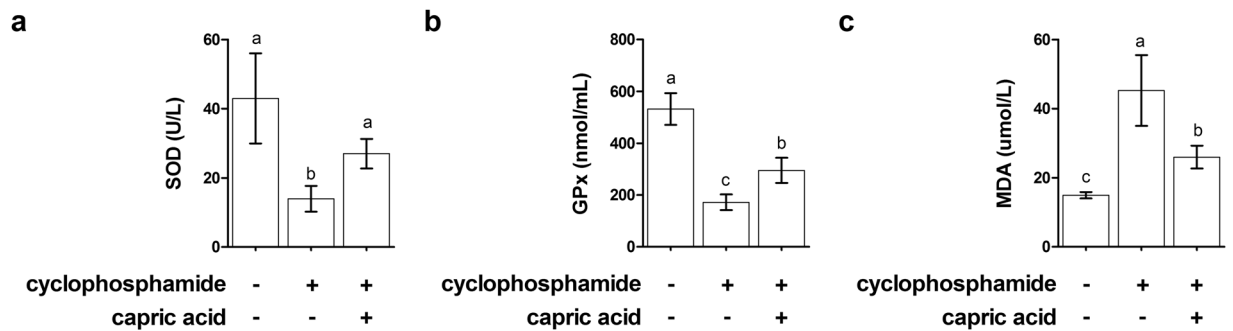 a
b
c
60
40
20
0
SOD (U/L)
a
b
a
800
600
400
200
0
GPx (nmol/mL)
a
c
b
60
40
20
0
MDA (umol/L)
c
a
b
cyclophosphamide - + +
capric acid - - +
cyclophosphamide - + +
capric acid - - +
cyclophosphamide - + +
capric acid - - +